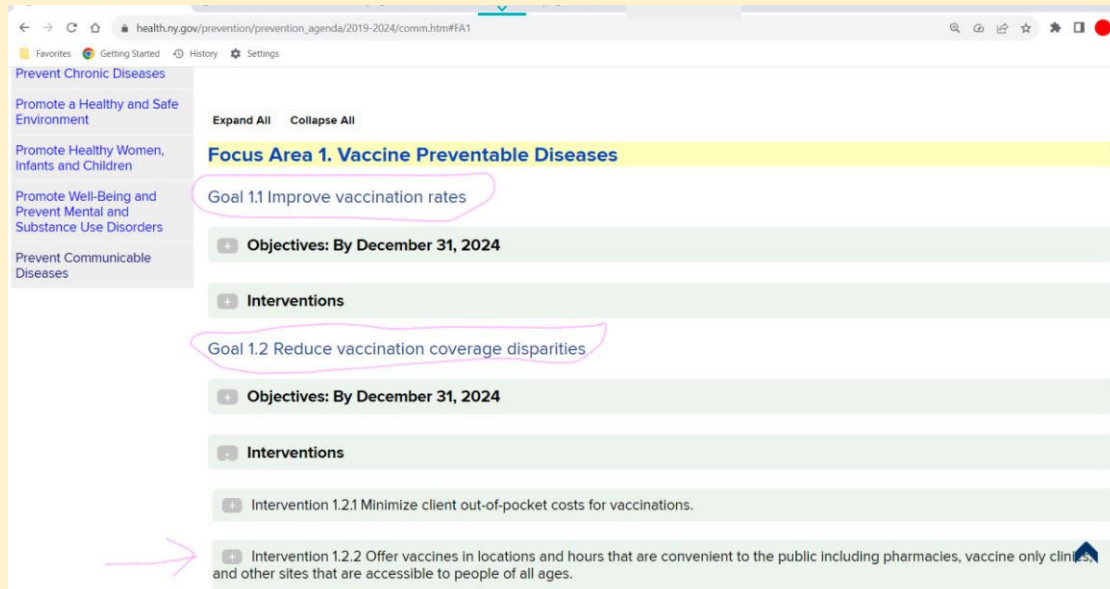 health.ny.gov/prevention/prevention_agenda/2019-2024/comm.htm#FA1
Favorites Getting Started History Settings
Prevent Chronic Diseases
Promote a Healthy and Safe
Environment
Promote Healthy Women,
Infants and Children
Promote Well-Being and
Prevent Mental and
Substance Use Disorders
Prevent Communicable
Diseases
Expand All Collapse All
Focus Area 1. Vaccine Preventable Diseases
Goal 1.1 Improve vaccination rates
+ Objectives: By December 31, 2024
+ Interventions
Goal 1.2 Reduce vaccination coverage disparities
+ Objectives: By December 31, 2024
- Interventions
+ Intervention 1.2.1 Minimize client out-of-pocket costs for vaccinations.
+ Intervention 1.2.2 Offer vaccines in locations and hours that are convenient to the public including pharmacies, vaccine only clinics,
and other sites that are accessible to people of all ages.